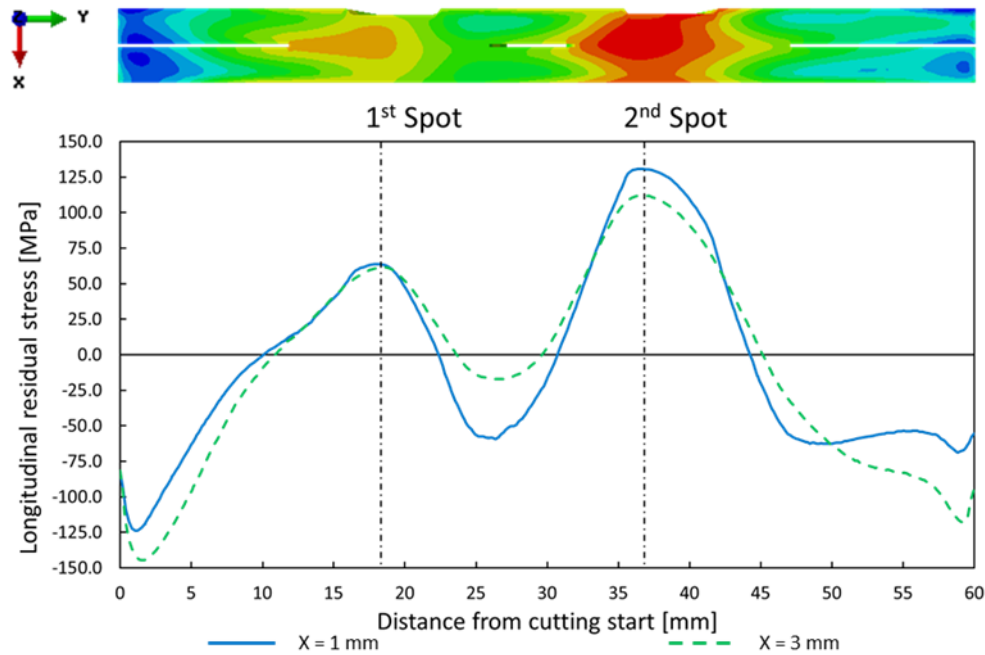 Y
X
1st Spot
2nd Spot
150.0
125.0
100.0
75.0
50.0
25.0
0.0
-25.0
-50.0
-75.0
-100.0
-125.0
-150.0
Longitudinal residual stress [MPa]
0 5 10 15 20 25 30 35 40 45 50 55 60
Distance from cutting start [mm]
X = 1 mm
X = 3 mm